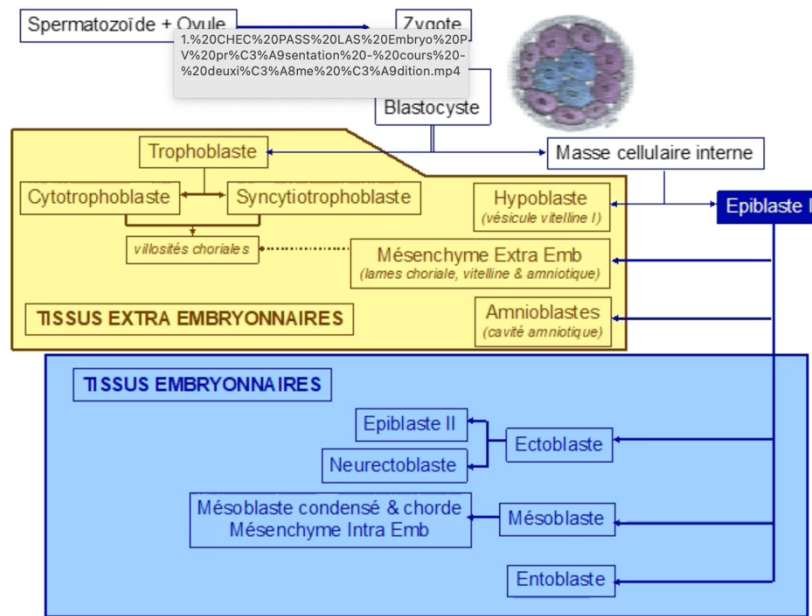 Spermatozoïde + Ovule
Zygote
1.%20CHEC%20PASS%20LAS%20Embryo%20P
V%20pr%C3%A9sentation%20-%20cours%20-
%20deuxi%C3%A8me%20%C3%A9dition.mp4
Blastocyste
Trophoblaste
Masse cellulaire interne
Cytotrophoblaste
Syncytiotrophoblaste
Hypoblaste
(vésicule vitelline I)
Epiblaste I
villosités choriales
Mésenchyme Extra Emb
(lames choriale, vitelline & amniotique)
TISSUS EXTRA EMBRYONNAIRES
Amnioblastes
(cavité amniotique)
TISSUS EMBRYONNAIRES
Epiblaste II
Ectoblaste
Neurectoblaste
Mésoblaste condensé & chorde
Mésenchyme Intra Emb
Mésoblaste
Entoblaste